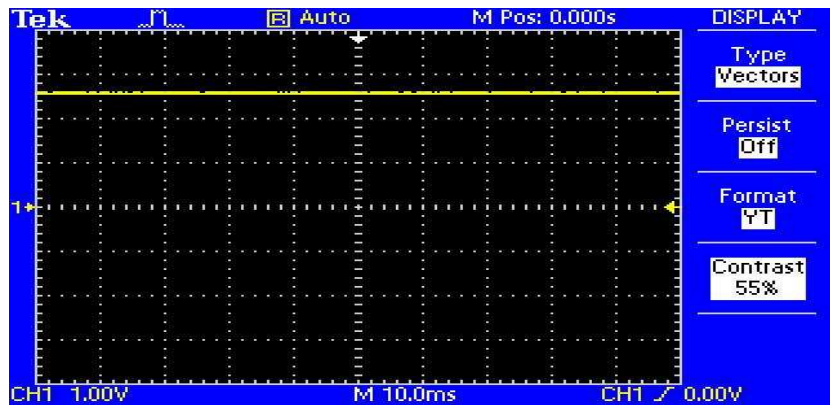 Tek R Auto M Pos: 0.000s DISPLAY
Type
Vectors
Persist
Off
Format
YT
1
Contrast
55%
CH1 1.00V M 10.0ms CH1 0.00V